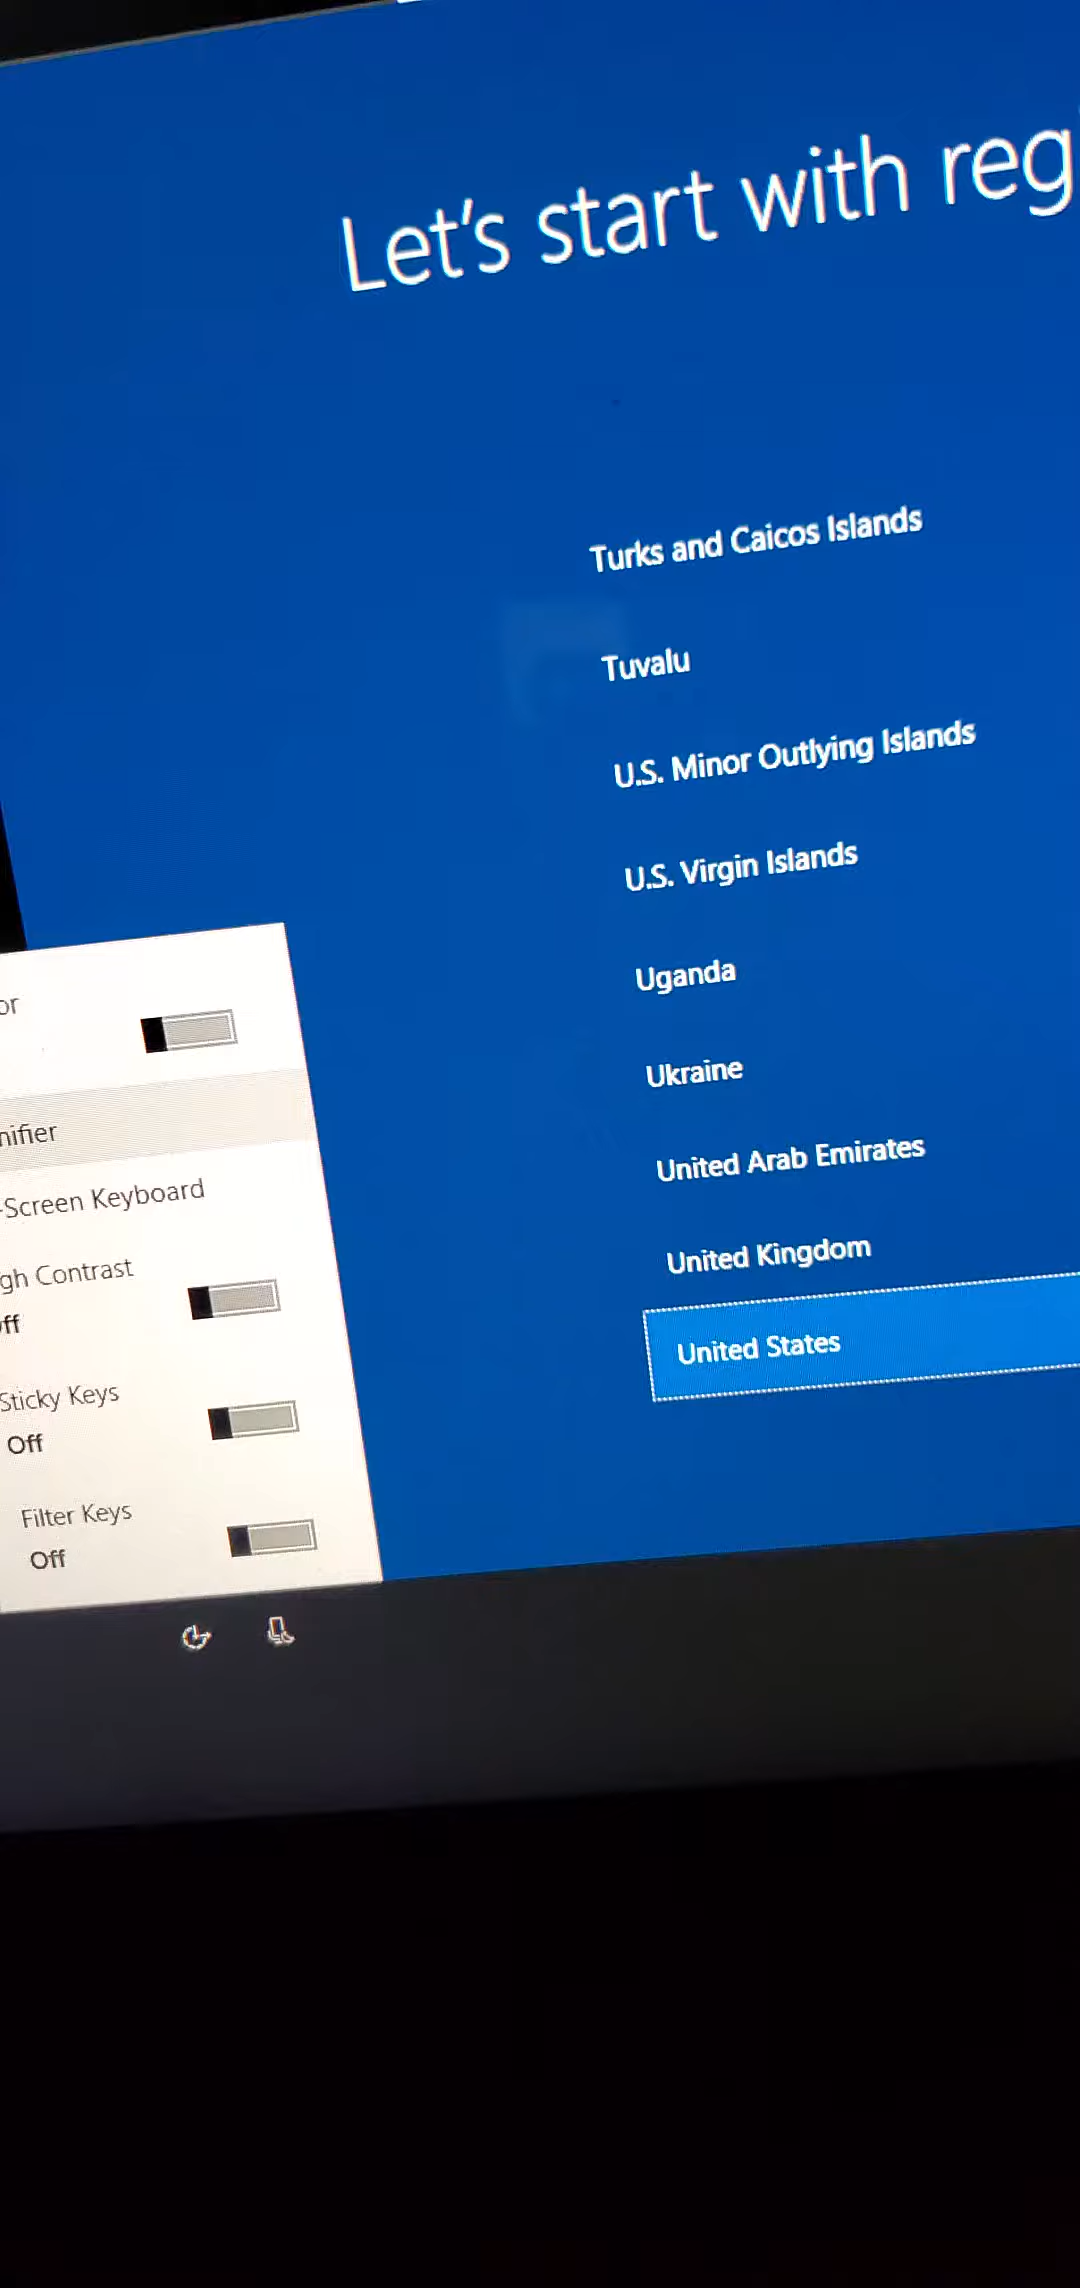 Let's start with reg
Turks and Caicos Islands
Tuvalu
U.S. Minor Outlying Islands
U.S. Virgin Islands
Uganda
Ukraine
United Arab Emirates
United Kingdom
United States
or
nifier
-Screen Keyboard
gh Contrast
ff
Sticky Keys
Off
Filter Keys
Off